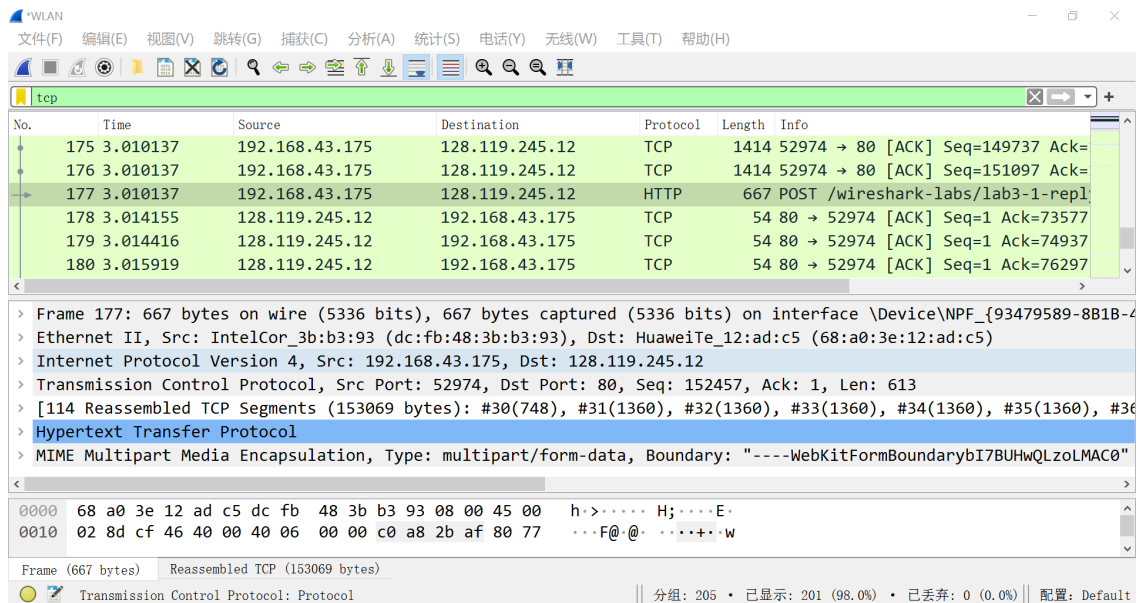 *WLAN
文件(F) 编辑(E) 视图(V) 跳转(G) 捕获(C) 分析(A) 统计(S) 电话(Y) 无线(W) 工具(T) 帮助(H)
tcp
No. Time Source Destination Protocol Length Info
175 3.010137 192.168.43.175 128.119.245.12 TCP 1414 52974 → 80 [ACK] Seq=149737 Ack=
176 3.010137 192.168.43.175 128.119.245.12 TCP 1414 52974 → 80 [ACK] Seq=151097 Ack=
177 3.010137 192.168.43.175 128.119.245.12 HTTP 667 POST /wireshark-labs/lab3-1-reply
178 3.014155 128.119.245.12 192.168.43.175 TCP 54 80 → 52974 [ACK] Seq=1 Ack=73577
179 3.014416 128.119.245.12 192.168.43.175 TCP 54 80 → 52974 [ACK] Seq=1 Ack=74937
180 3.015919 128.119.245.12 192.168.43.175 TCP 54 80 → 52974 [ACK] Seq=1 Ack=76297
Frame 177: 667 bytes on wire (5336 bits), 667 bytes captured (5336 bits) on interface \Device\NPF_{93479589-8B1B-4
Ethernet II, Src: IntelCor_3b:b3:93 (dc:fb:48:3b:b3:93), Dst: HuaweiTe_12:ad:c5 (68:a0:3e:12:ad:c5)
Internet Protocol Version 4, Src: 192.168.43.175, Dst: 128.119.245.12
Transmission Control Protocol, Src Port: 52974, Dst Port: 80, Seq: 152457, Ack: 1, Len: 613
[114 Reassembled TCP Segments (153069 bytes): #30(748), #31(1360), #32(1360), #33(1360), #34(1360), #35(1360), #36
Hypertext Transfer Protocol
MIME Multipart Media Encapsulation, Type: multipart/form-data, Boundary: "----WebKitFormBoundarybI7BUHwQLzoLMAC0"
0000 68 a0 3e 12 ad c5 dc fb 48 3b b3 93 08 00 45 00 h·>····· H;····E·
0010 02 8d cf 46 40 00 40 06 00 00 c0 a8 2b af 80 77 ···F@·@· ····+··w
Frame (667 bytes) Reassembled TCP (153069 bytes)
Transmission Control Protocol: Protocol 分组: 205 · 已显示: 201 (98.0%) · 已丢弃: 0 (0.0%) 配置: Default